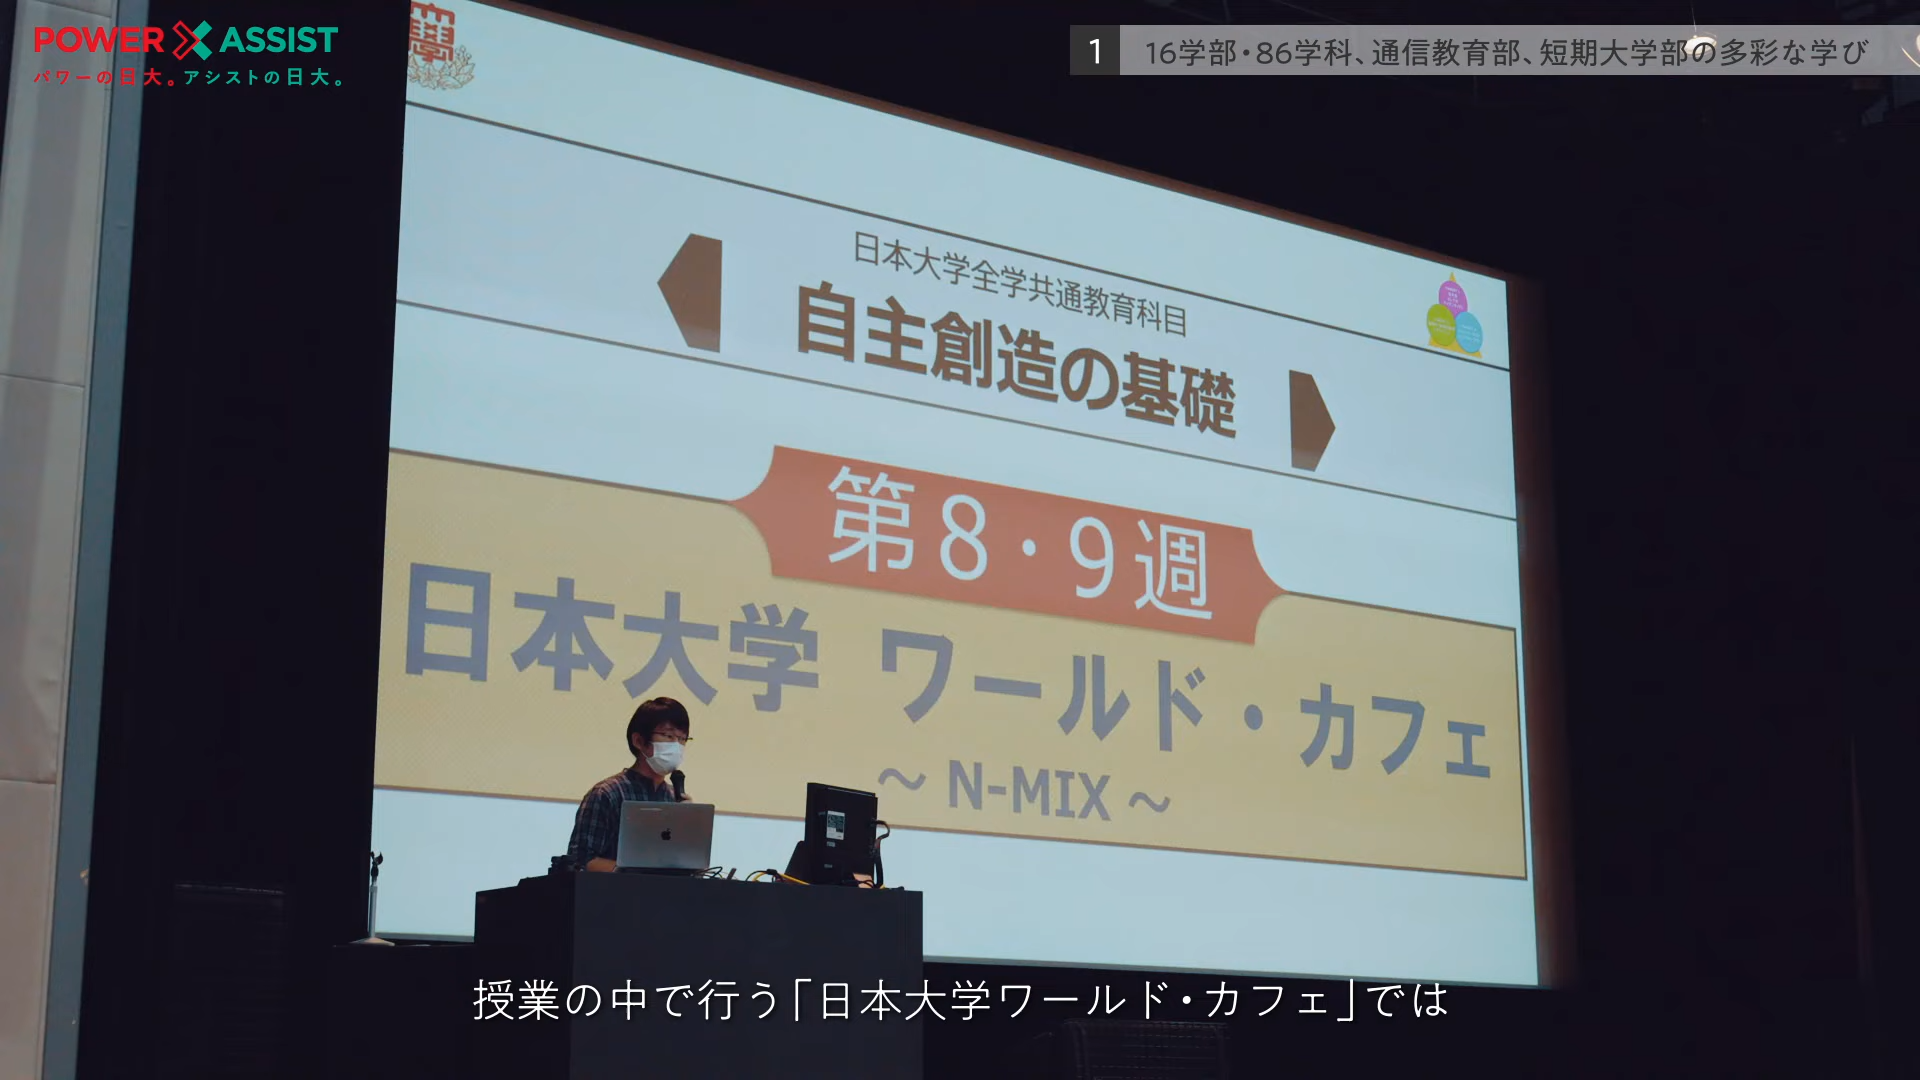 POWER ASSIST
パワーの日大。アシストの日大。
1 16学部・86学科、通信教育部、短期大学部の多彩な学び
日本大学全学共通教育科目
自主創造の基礎
第8・9週
日本大学 ワールド・カフェ
～ N-MIX ～
授業の中で行う「日本大学ワールド・カフェ」では